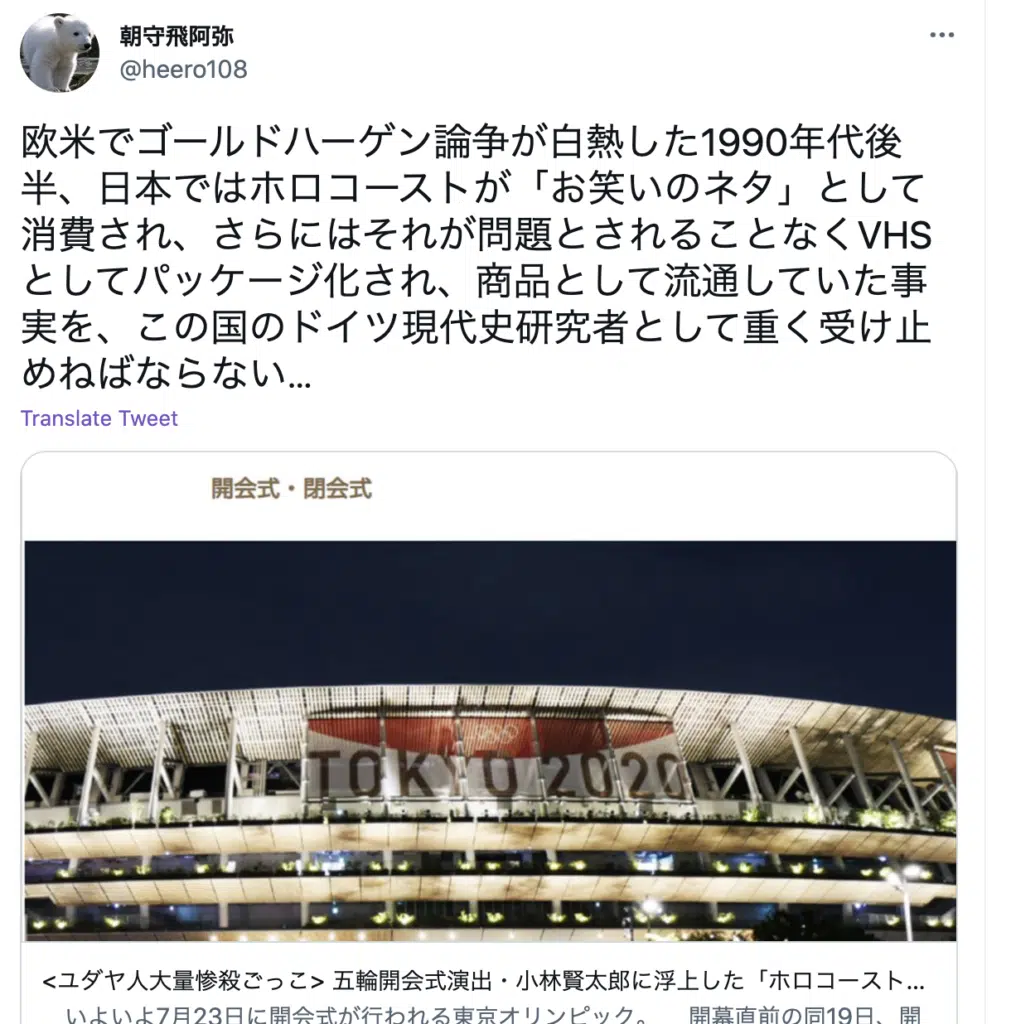 朝守飛阿弥
@heero108
欧米でゴールドハーゲン論争が白熱した1990年代後
半、日本ではホロコーストが「お笑いのネタ」として
消費され、さらにはそれが問題とされることなくVHS
としてパッケージ化され、商品として流通していた事
実を、この国のドイツ現代史研究者として重く受け止
めねばならない...
Translate Tweet
開会式・閉会式
TOKYO 2020
<ユダヤ人大量惨殺ごっこ> 五輪開会式演出・小林賢太郎に浮上した「ホロコースト...
いよいよ7月23日に開会式が行われる東京オリンピック。 開幕直前の同19日、開